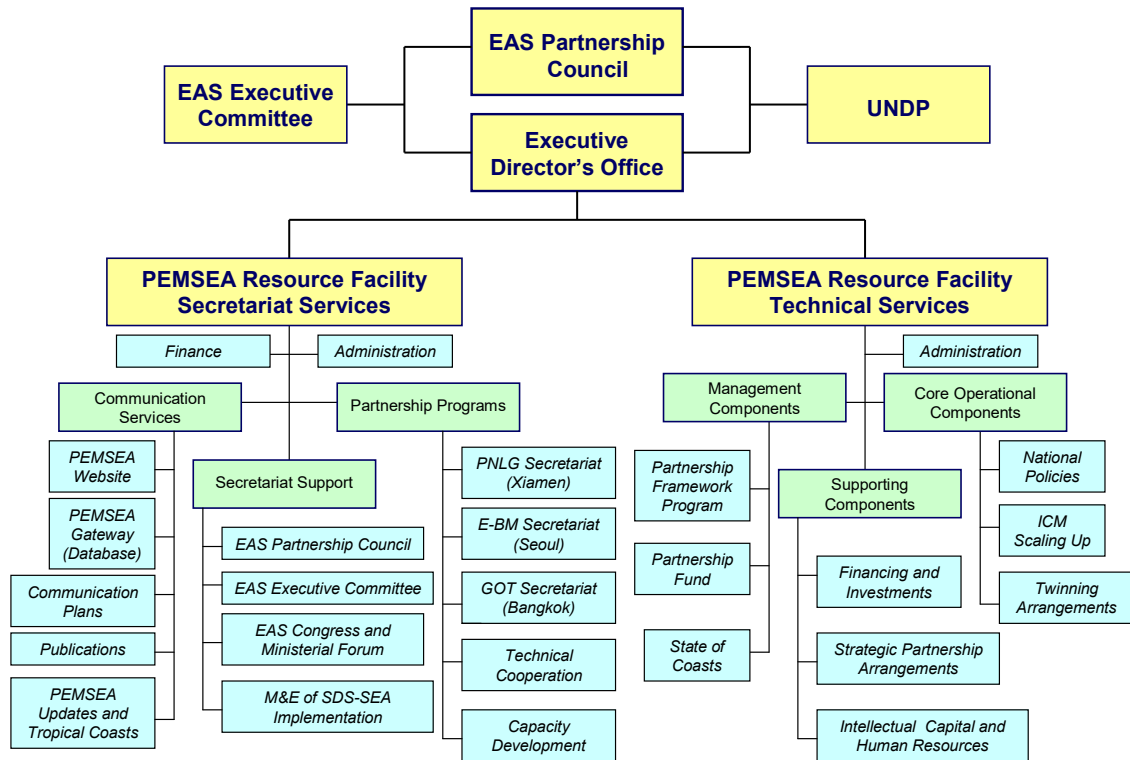 EAS Partnership
Council
EAS Executive
Committee
UNDP
Executive
Director’s Office
PEMSEA Resource Facility
Secretariat Services
PEMSEA Resource Facility
Technical Services
Finance
Administration
Administration
Communication
Services
Partnership Programs
Management
Components
Core Operational
Components
PEMSEA
Website
PEMSEA
Gateway
(Database)
Communication
Plans
Publications
PEMSEA
Updates and
Tropical Coasts
Secretariat Support
EAS Partnership Council
EAS Executive Committee
EAS Congress and
Ministerial Forum
M&E of SDS-SEA
Implementation
PNLG Secretariat
(Xiamen)
E-BM Secretariat
(Seoul)
GOT Secretariat
(Bangkok)
Technical
Cooperation
Capacity
Development
Partnership
Framework
Program
Partnership
Fund
State of
Coasts
Supporting
Components
Financing and
Investments
Strategic Partnership
Arrangements
Intellectual Capital and
Human Resources
National
Policies
ICM
Scaling Up
Twinning
Arrangements